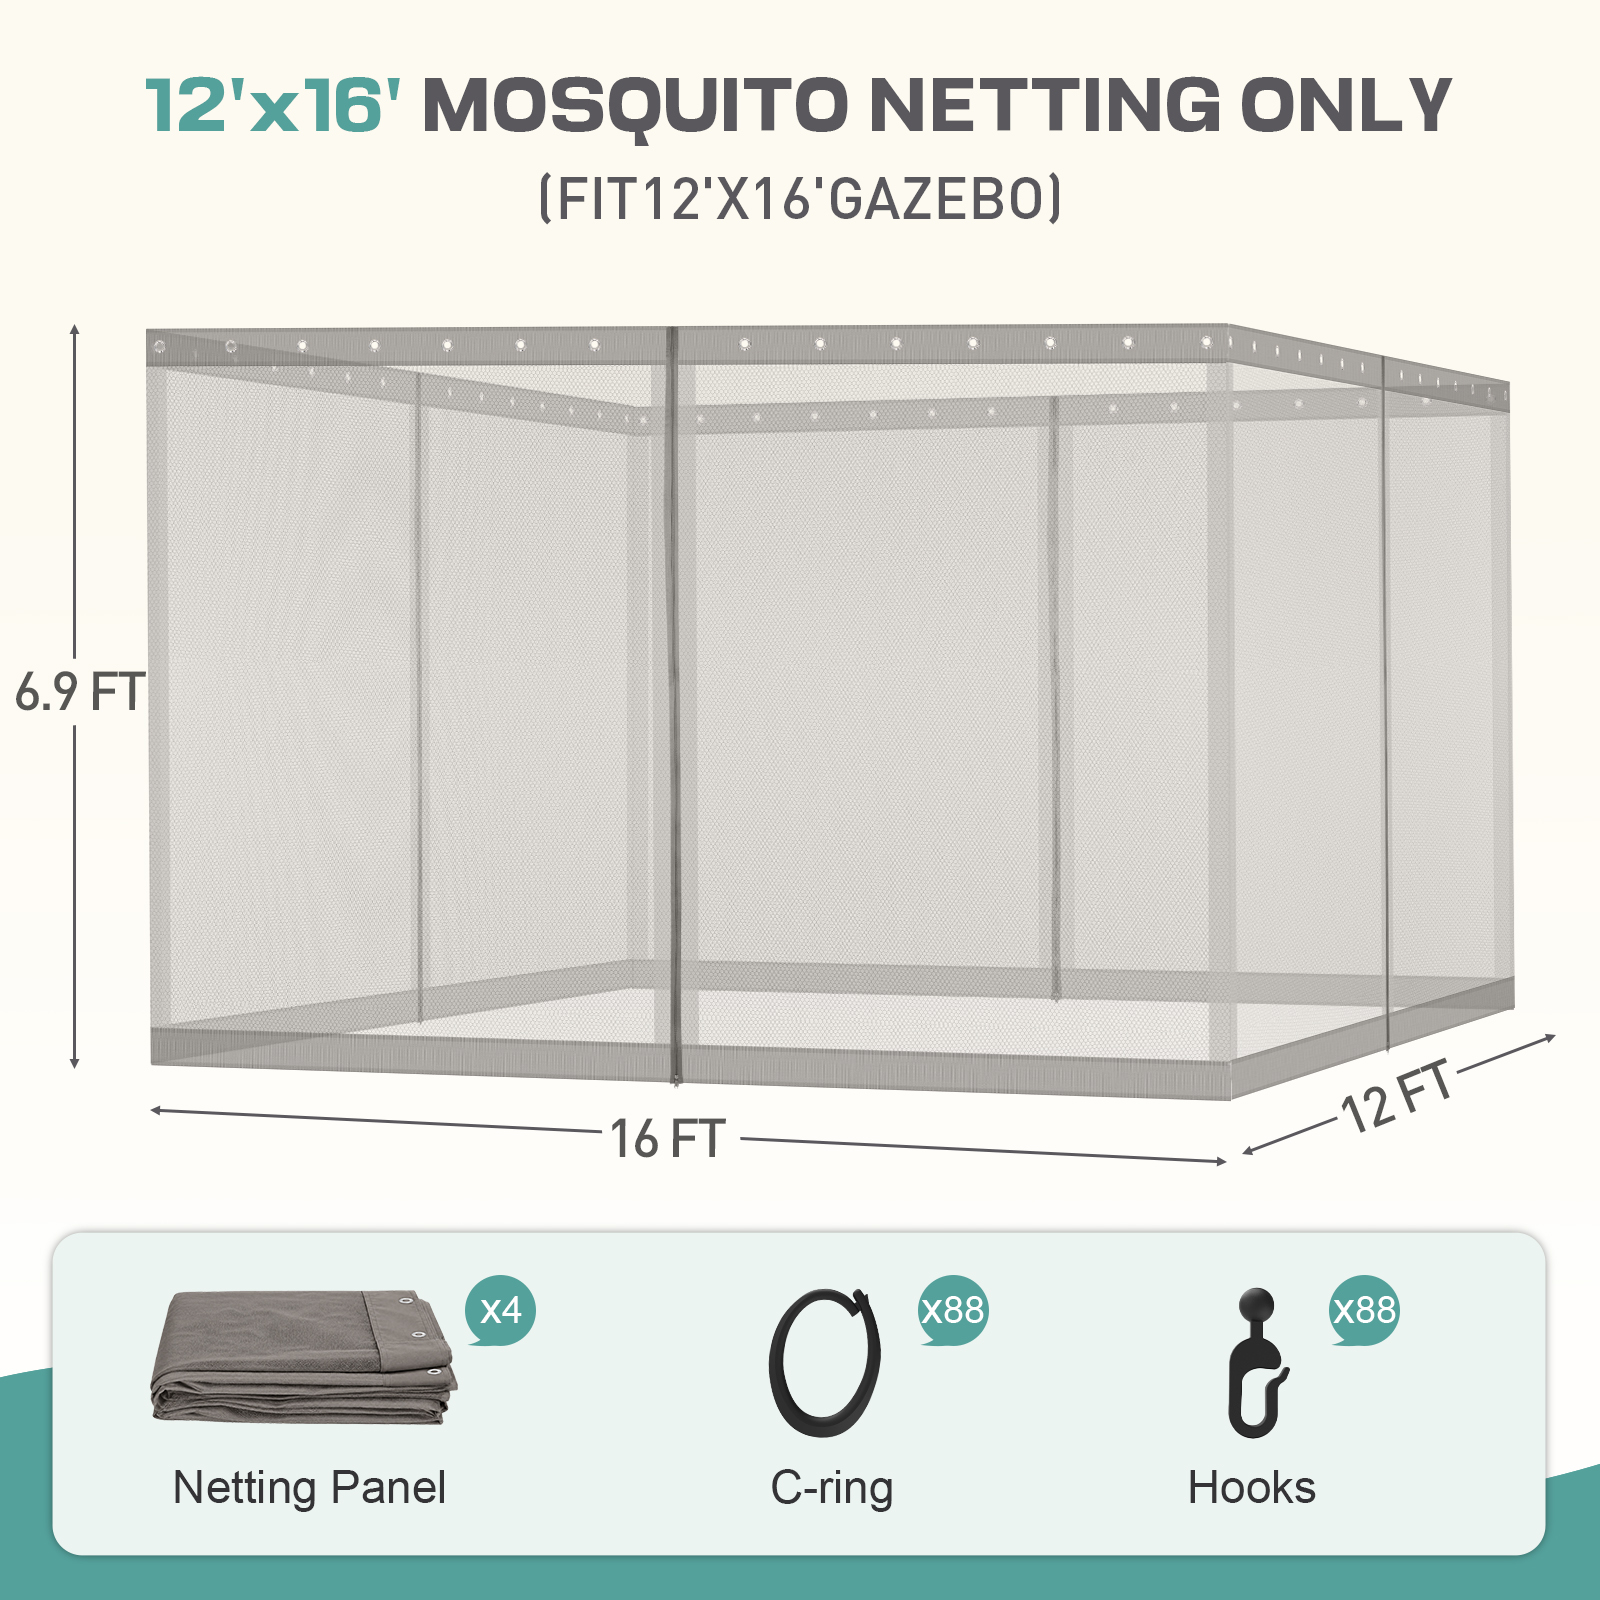 12'x16' MOSQUITO NETTING ONLY
(FIT12'X16'GAZEBO)
6.9 FT
16 FT
12 FT
x4
x88
x88
Netting Panel
C-ring
Hooks